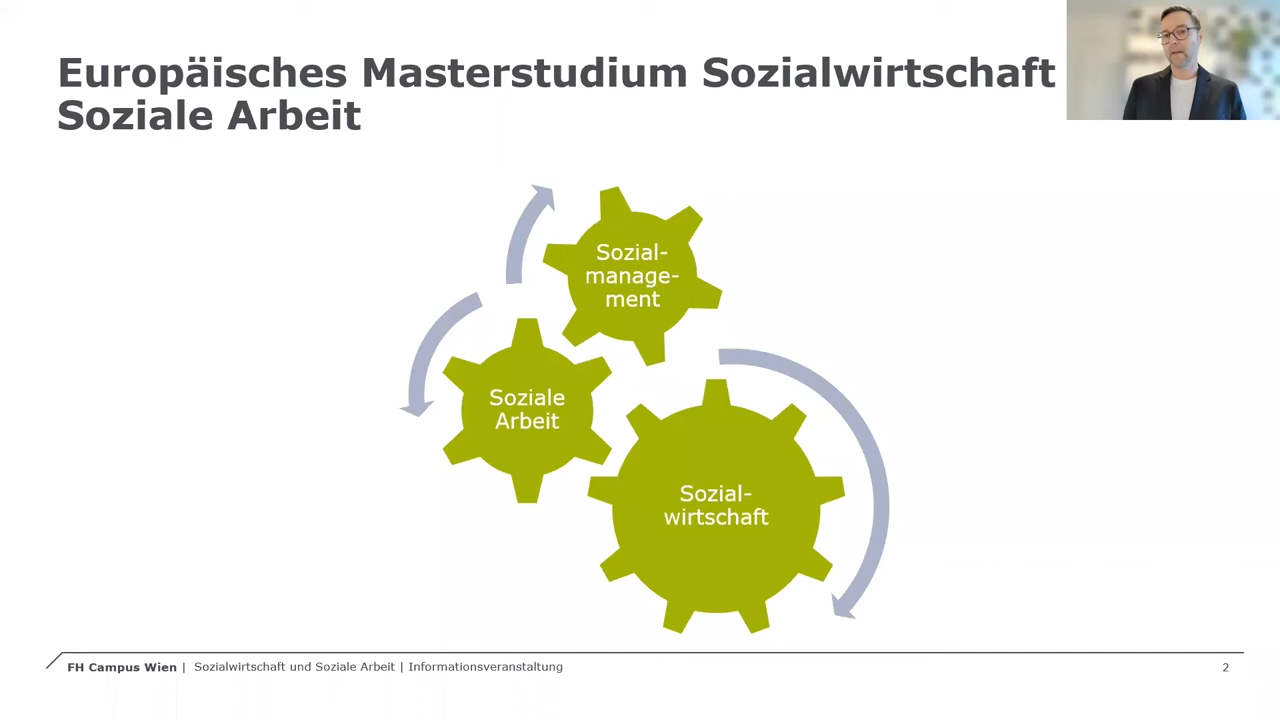 Europäisches Masterstudium Sozialwirtschaft
Soziale Arbeit
Sozial-
manage-
ment
Soziale
Arbeit
Sozial-
wirtschaft
FH Campus Wien | Sozialwirtschaft und Soziale Arbeit | Informationsveranstaltung
2